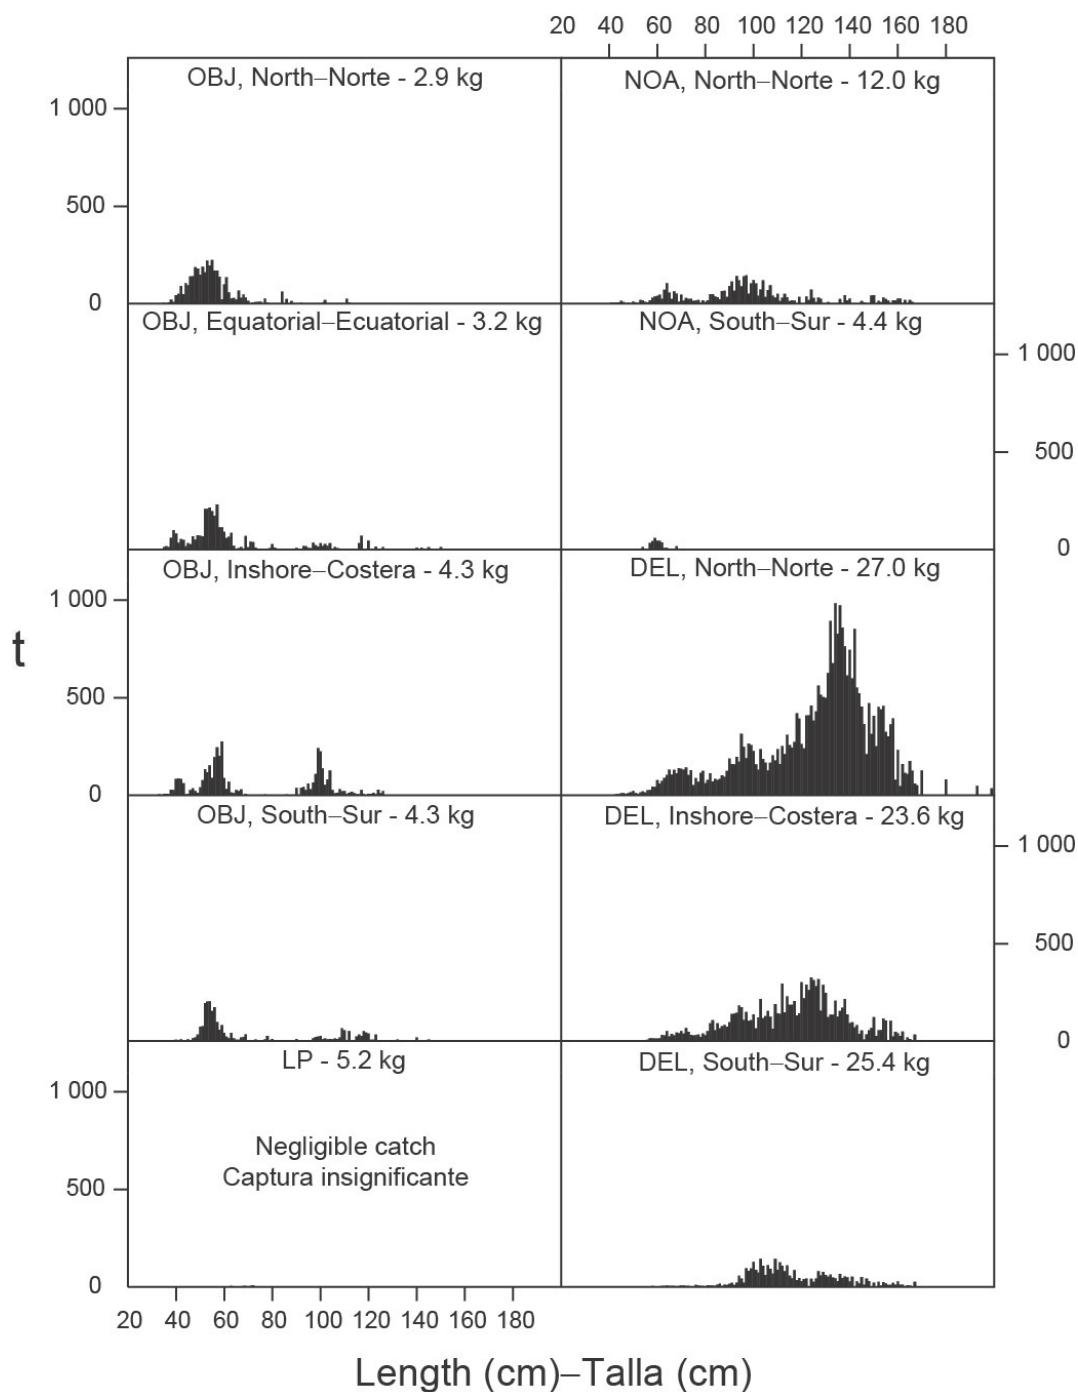 20 40 60 80 100 120 140 160 180
OBJ, North–Norte - 2.9 kg
NOA, North–Norte - 12.0 kg
1 000
500
0
OBJ, Equatorial–Ecuatorial - 3.2 kg
NOA, South–Sur - 4.4 kg
1 000
500
0
OBJ, Inshore–Costera - 4.3 kg
DEL, North–Norte - 27.0 kg
1 000
t
500
0
OBJ, South–Sur - 4.3 kg
DEL, Inshore–Costera - 23.6 kg
1 000
500
0
LP - 5.2 kg
DEL, South–Sur - 25.4 kg
1 000
Negligible catch
Captura insignificante
500
0
20 40 60 80 100 120 140 160 180
Length (cm)–Talla (cm)